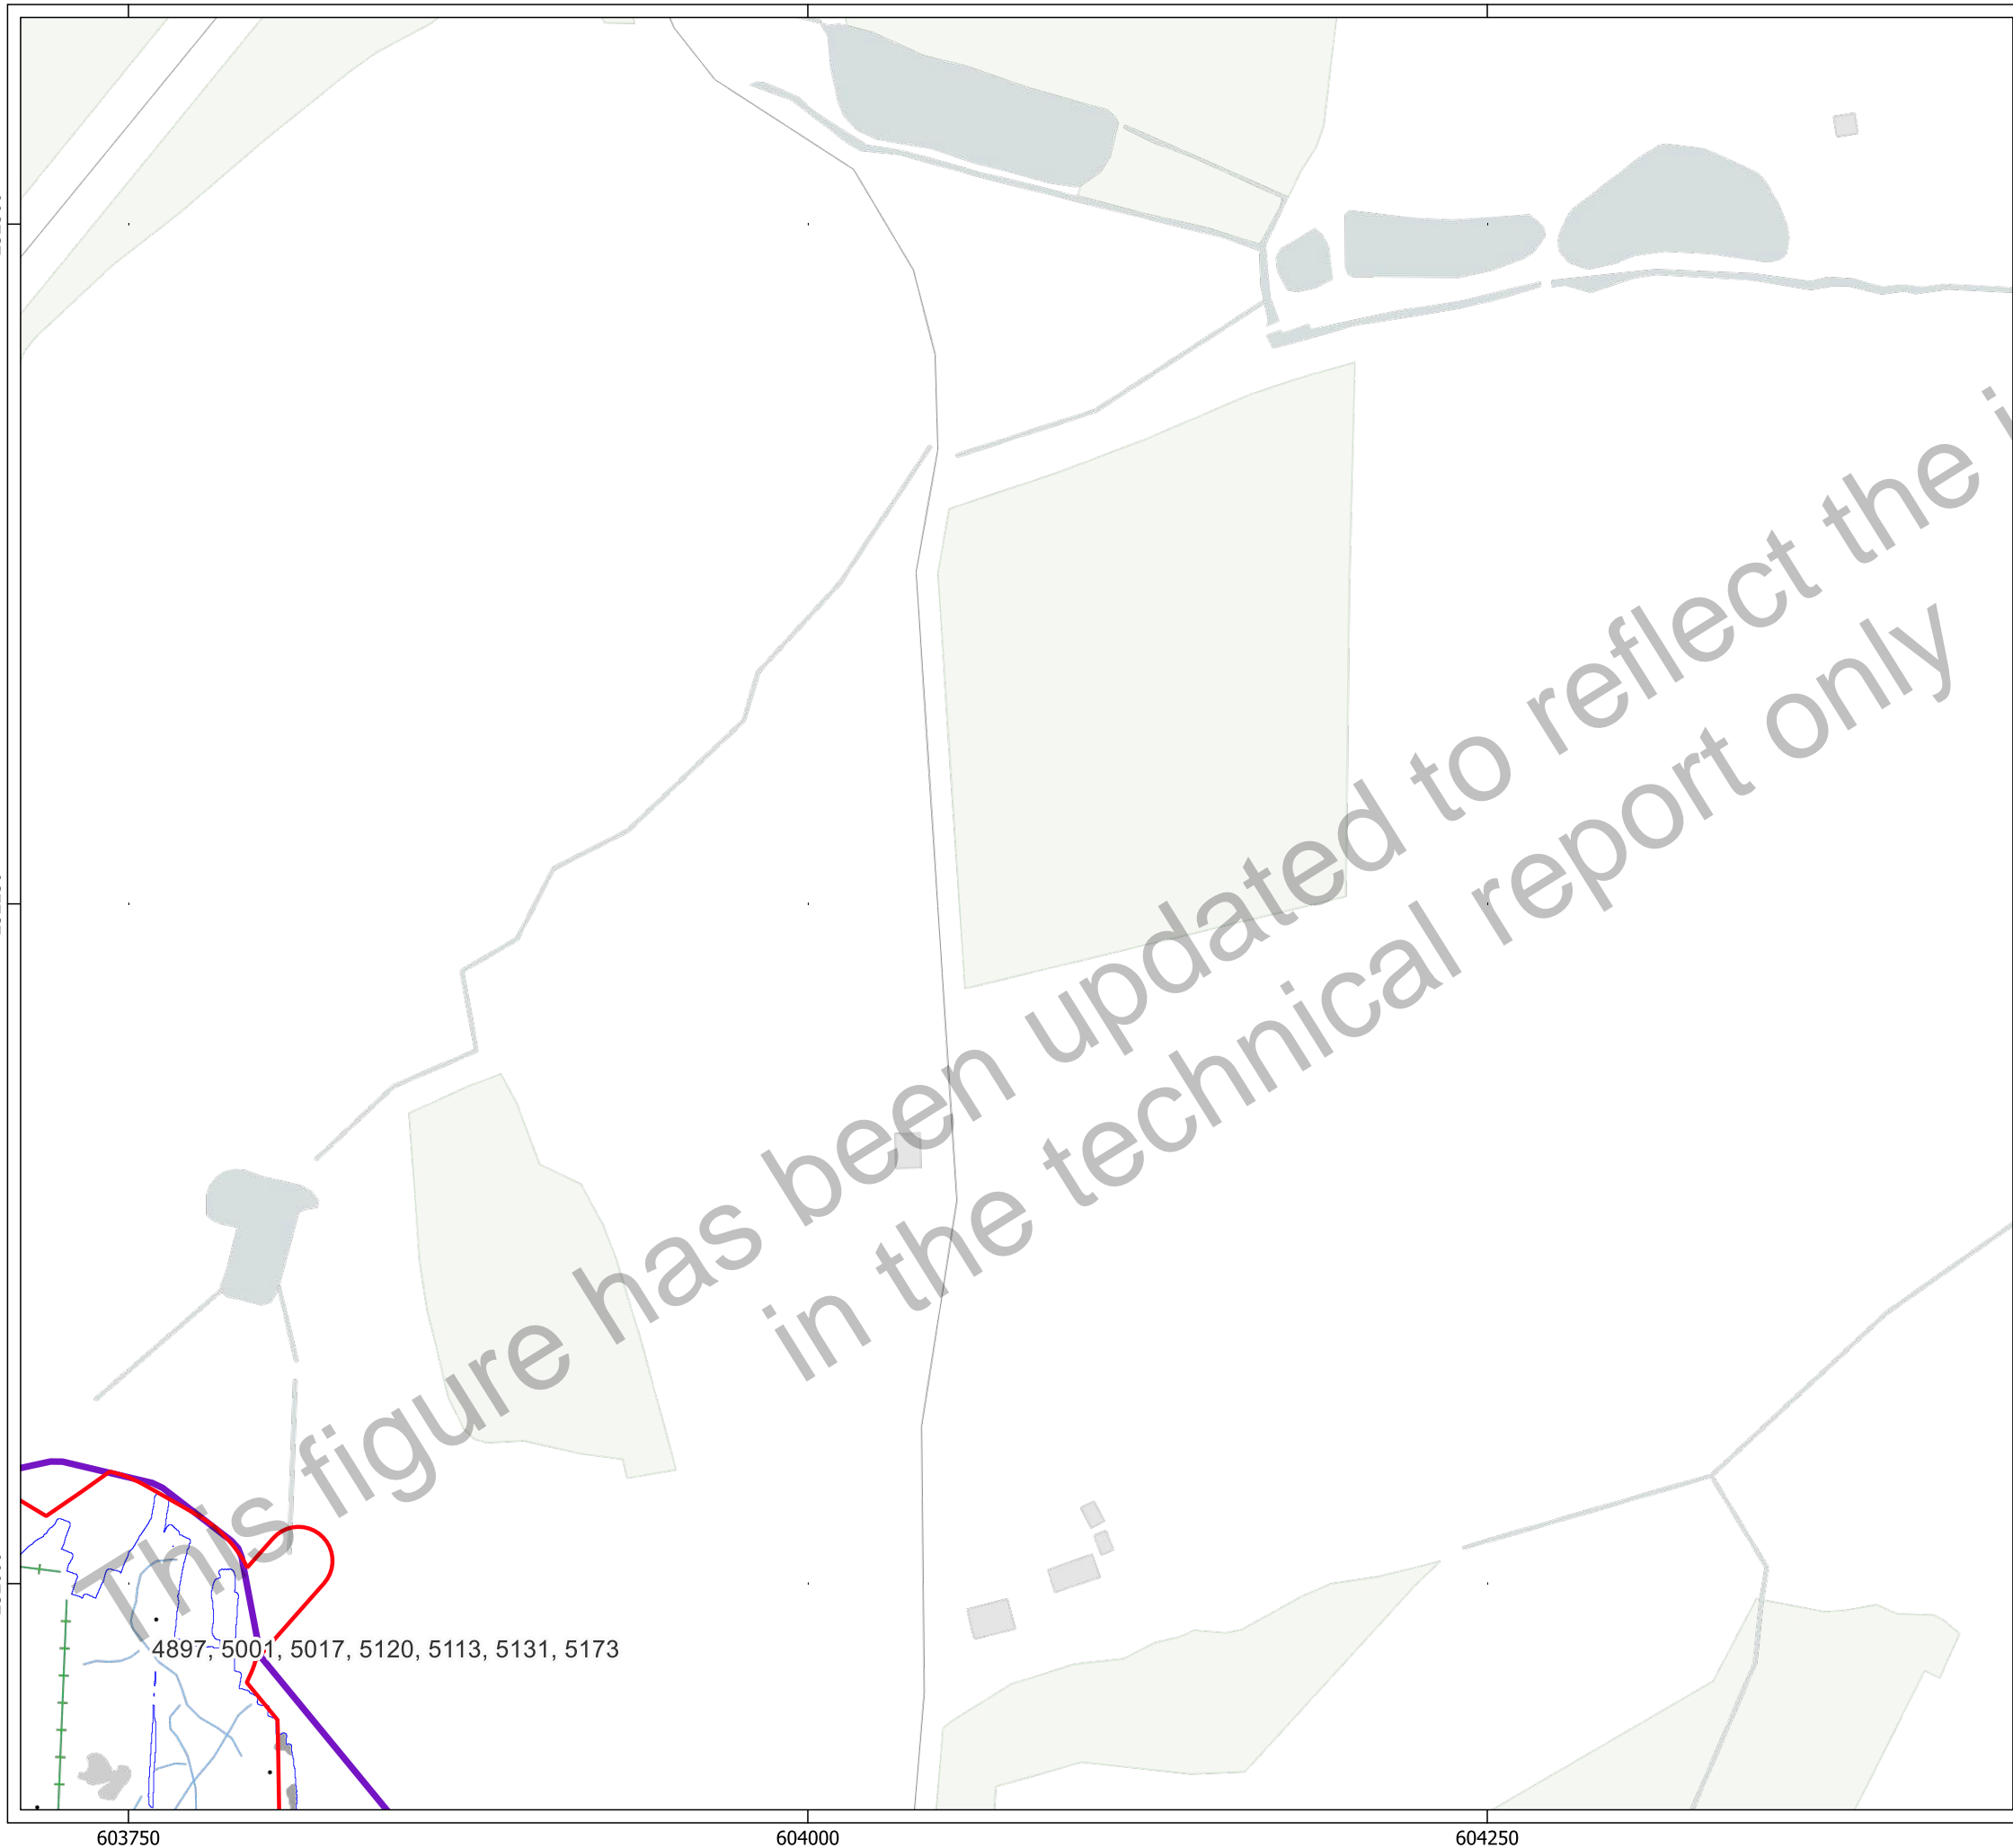 This figure has been updated to reflect the i
in the technical report only
4897, 5001, 5017, 5120, 5113, 5131, 5173
603750
604000
604250